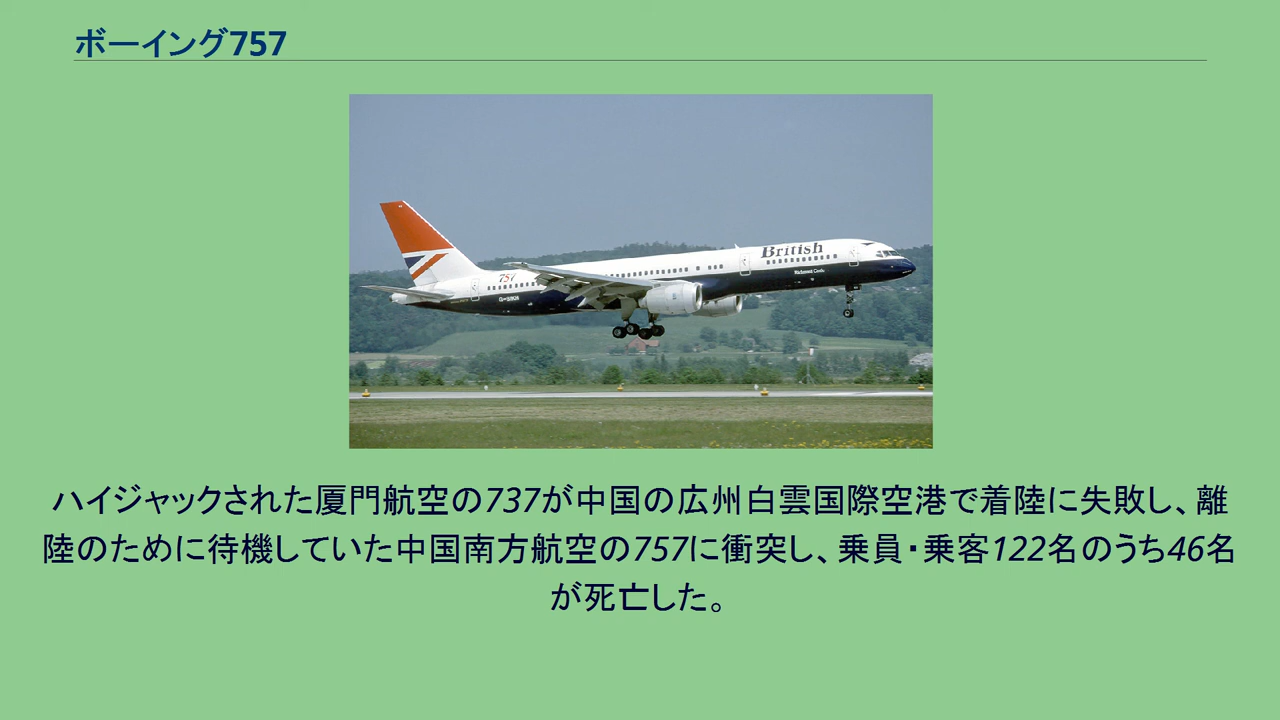 ボーイング757
British
757
ハイジャックされた厦門航空の737が中国の広州白雲国際空港で着陸に失敗し、離
陸のために待機していた中国南方航空の757に衝突し、乗員・乗客122名のうち46名
が死亡した。